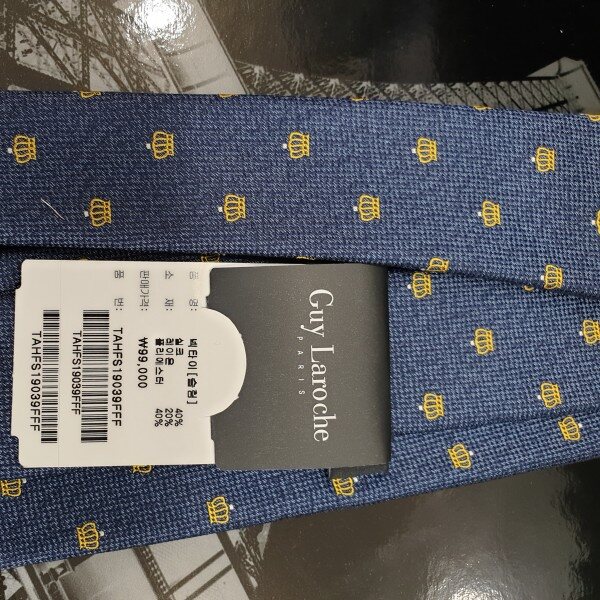 Guy Laroche
PARIS
품 명: 넥타이[슬림]
소 재: 실크 40%
레이온 20%
폴리에스터 40%
판매가격: ₩99,000
품 번: TAHFS19039FFF
TAHFS19039FFF
TAHFS19039FFF